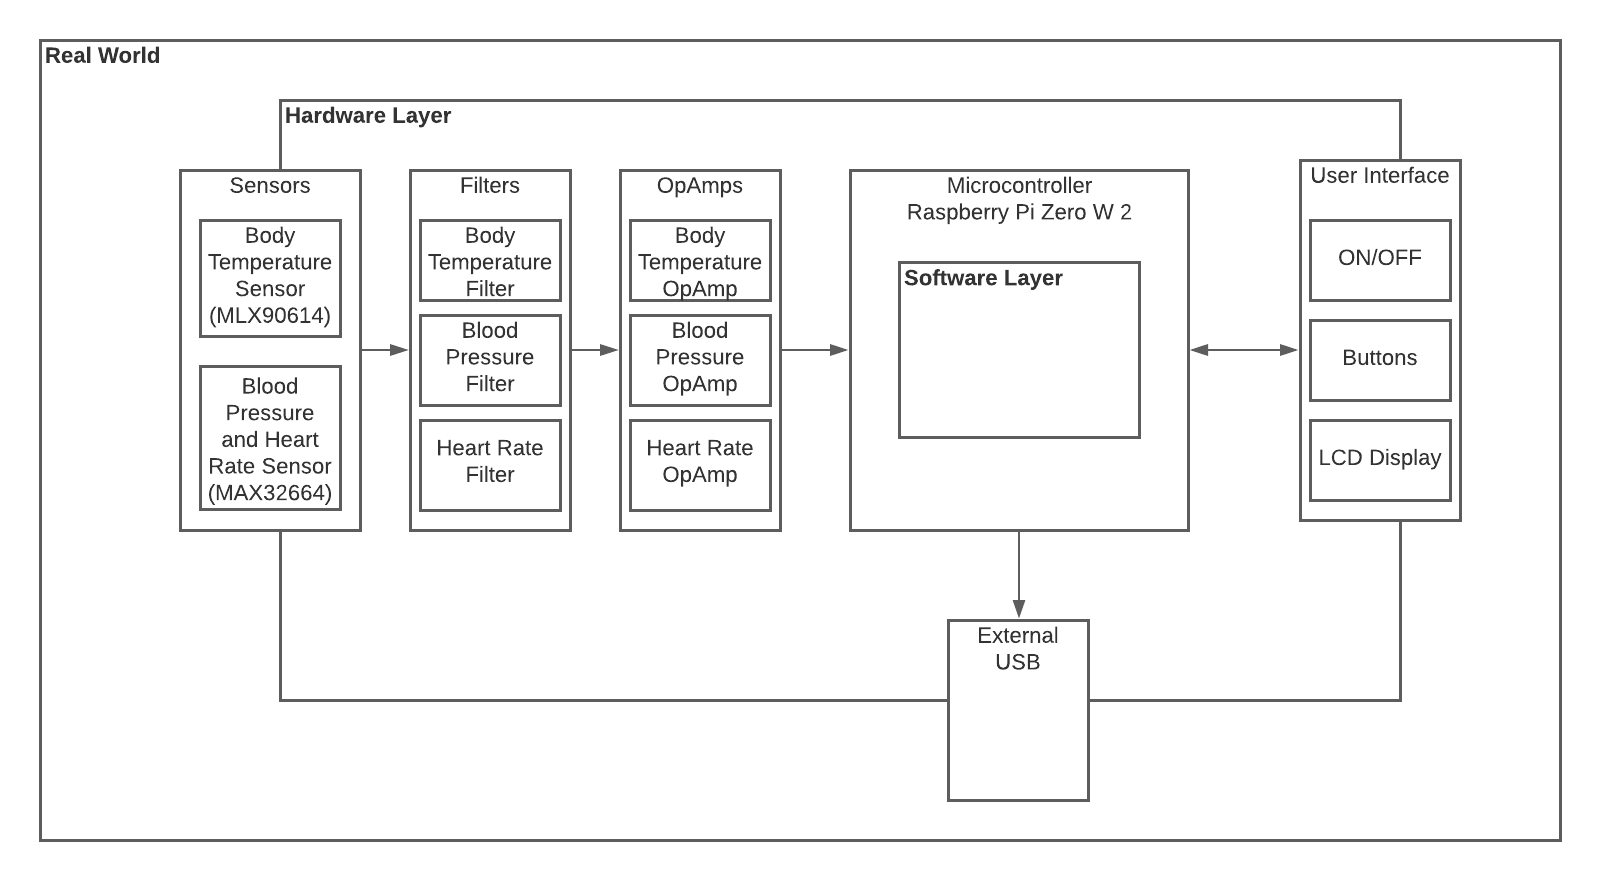 Real World
Hardware Layer
Sensors
Body
Temperature
Sensor
(MLX90614)
Blood
Pressure
and Heart
Rate Sensor
(MAX32664)
Filters
Body
Temperature
Filter
Blood
Pressure
Filter
Heart Rate
Filter
OpAmps
Body
Temperature
OpAmp
Blood
Pressure
OpAmp
Heart Rate
OpAmp
Microcontroller
Raspberry Pi Zero W 2
Software Layer
User Interface
ON/OFF
Buttons
LCD Display
External
USB